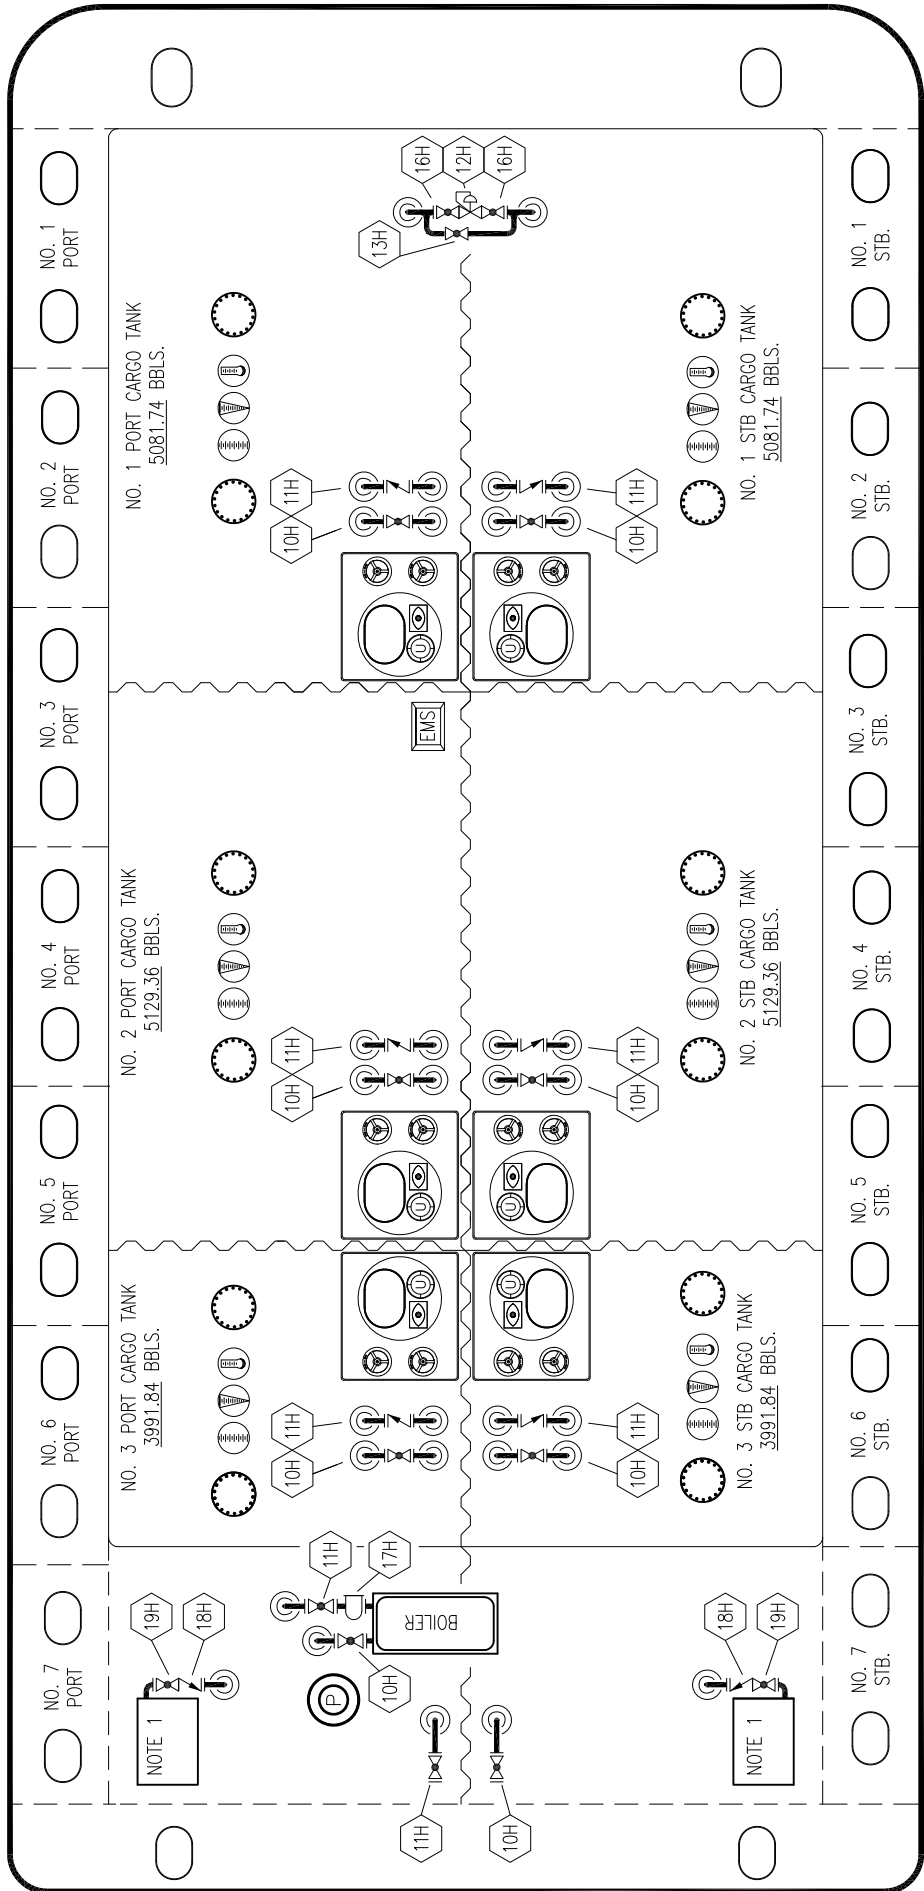 16H
12H
16H
13H
NO. 1
PORT
NO. 1
STB.
NO. 1 PORT CARGO TANK
5081.74 BBLS.
NO. 1 STB CARGO TANK
5081.74 BBLS.
NO. 2
PORT
NO. 2
STB.
11H
11H
10H
10H
U
U
NO. 3
PORT
EMS
NO. 3
STB.
NO. 2 PORT CARGO TANK
5129.36 BBLS.
NO. 2 STB CARGO TANK
5129.36 BBLS.
NO. 4
PORT
NO. 4
STB.
11H
11H
10H
10H
NO. 5
PORT
NO. 5
STB.
U
U
U
U
NO. 3 PORT CARGO TANK
3991.84 BBLS.
NO. 3 STB CARGO TANK
3991.84 BBLS.
NO. 6
PORT
NO. 6
STB.
11H
11H
10H
10H
11H
17H
BOILER
19H
18H
18H
19H
NO. 7
PORT
NO. 7
STB.
10H
P
NOTE 1
NOTE 1
11H
10H